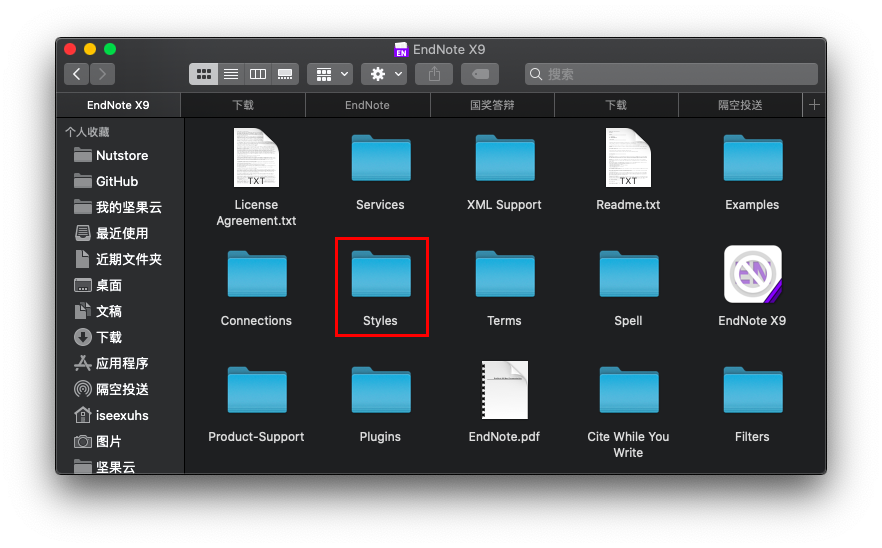 EndNote X9
搜索
EndNote X9
下载
EndNote
国奖答辩
下载
隔空投送
个人收藏
Nutstore
GitHub
我的坚果云
最近使用
近期文件夹
桌面
文稿
下载
应用程序
隔空投送
iseexuhs
图片
坚果云
TXT
License
Agreement.txt
Services
XML Support
TXT
Readme.txt
Examples
Connections
Styles
Terms
Spell
EN
EndNote X9
Product-Support
Plugins
EndNote.pdf
Cite While You
Write
Filters